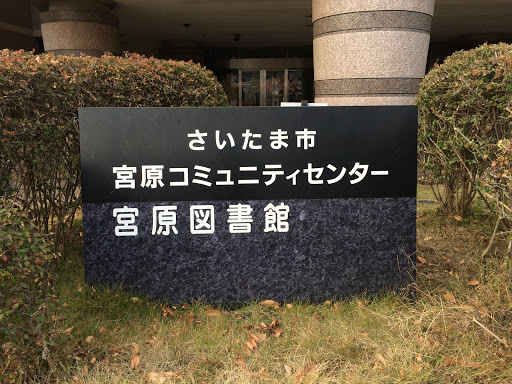 さいたま市
宮原コミュニティセンター
宮原図書館